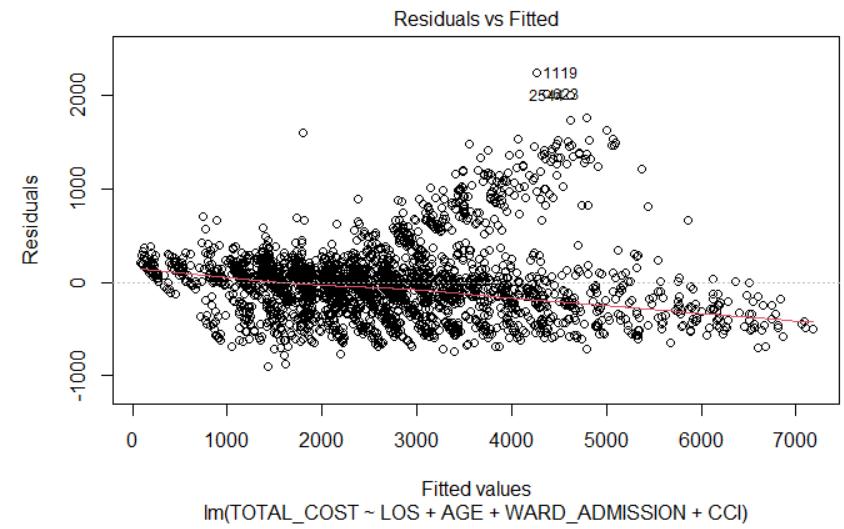 Residuals vs Fitted
1119
Residuals
2000
1000
0
-1000
0 1000 2000 3000 4000 5000 6000 7000
Fitted values
lm(TOTAL_COST ~ LOS + AGE + WARD_ADMISSION + CCI)